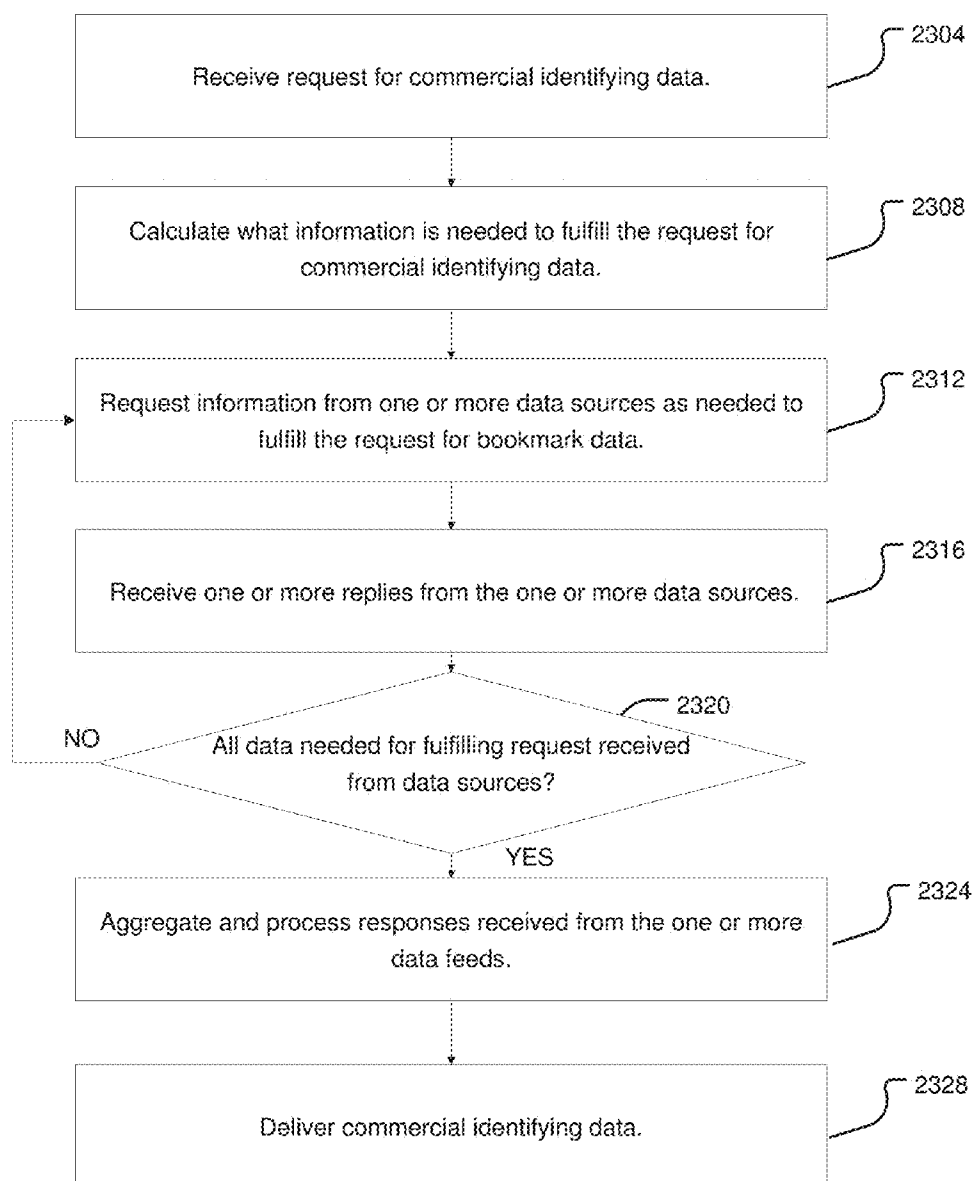 2304
Receive request for commercial identifying data.
2308
Calculate what information is needed to fulfill the request for
commercial identifying data.
2312
Request information from one or more data sources as needed to
fulfill the request for bookmark data.
2316
Receive one or more replies from the one or more data sources.
2320
NO
All data needed for fulfilling request received
from data sources?
YES
2324
Aggregate and process responses received from the one or more
data feeds.
2328
Deliver commercial identifying data.